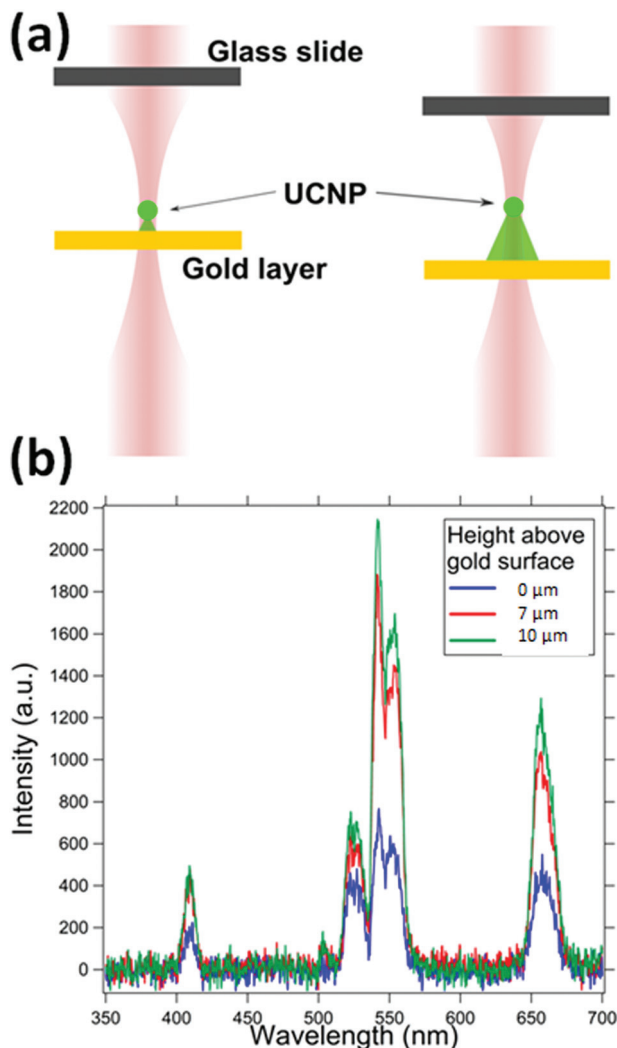 (a)
Glass slide
UCNP
Gold layer
(b)
2200
2000
1800
1600
1400
1200
1000
800
600
400
200
0
Intensity (a.u.)
Height above
gold surface
0 µm
7 µm
10 µm
350 400 450 500 550 600 650 700
Wavelength (nm)